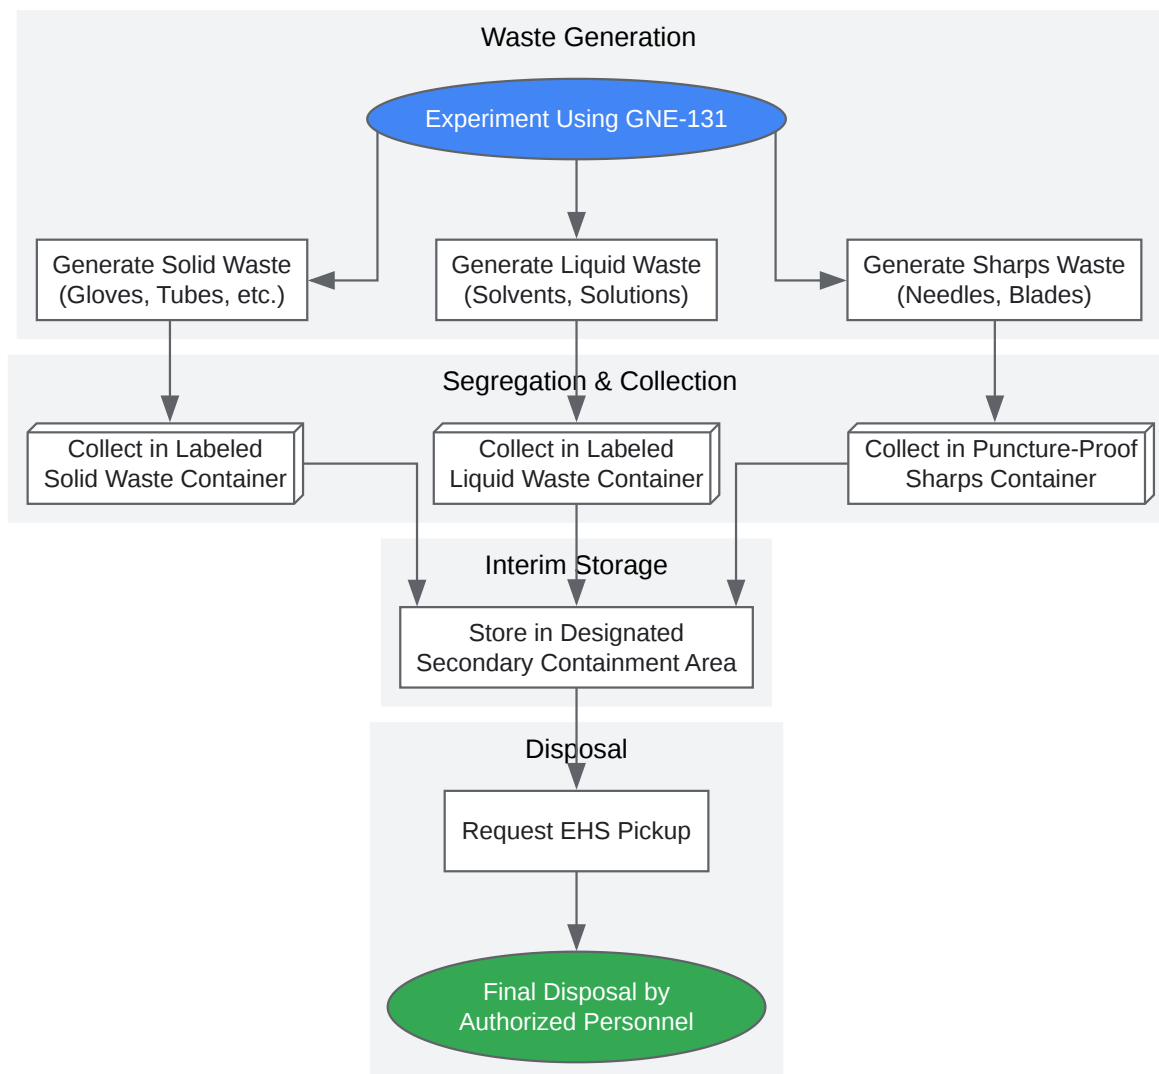 Waste Generation
Experiment Using GNE-131
Generate Solid Waste
(Gloves, Tubes, etc.)
Generate Liquid Waste
(Solvents, Solutions)
Generate Sharps Waste
(Needles, Blades)
Segregation & Collection
Collect in Labeled
Solid Waste Container
Collect in Labeled
Liquid Waste Container
Collect in Puncture-Proof
Sharps Container
Interim Storage
Store in Designated
Secondary Containment Area
Disposal
Request EHS Pickup
Final Disposal by
Authorized Personnel